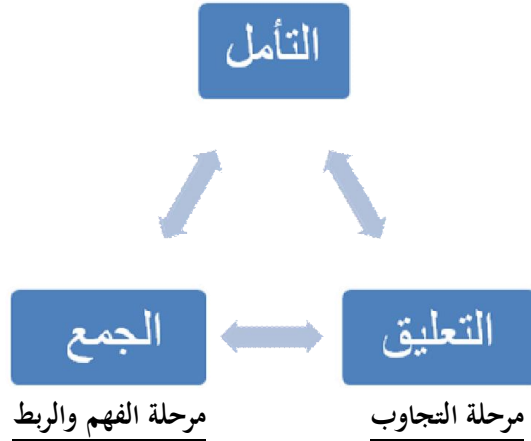 التأمل
التعليق
الجمع
مرحلة التجاوب
مرحلة الفهم والربط